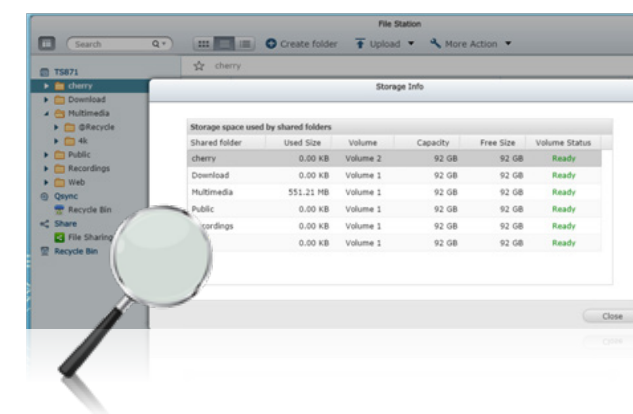 File Station
Search
Create folder
Upload
More Action
TS871
cherry
cherry
Download
Multimedia
@Recycle
4k
Public
Recordings
Web
Qsync
Recycle Bin
Share
File Sharing
Recycle Bin
Storage Info
Storage space used by shared folders
Shared folder Used Size Volume Capacity Free Size Volume Status
cherry 0.00 KB Volume 2 92 GB 92 GB Ready
Download 0.00 KB Volume 1 92 GB 92 GB Ready
Multimedia 551.21 MB Volume 1 92 GB 92 GB Ready
Public 0.00 KB Volume 1 92 GB 92 GB Ready
cordings 0.00 KB Volume 1 92 GB 92 GB Ready
0.00 KB Volume 1 92 GB 92 GB Ready
Close